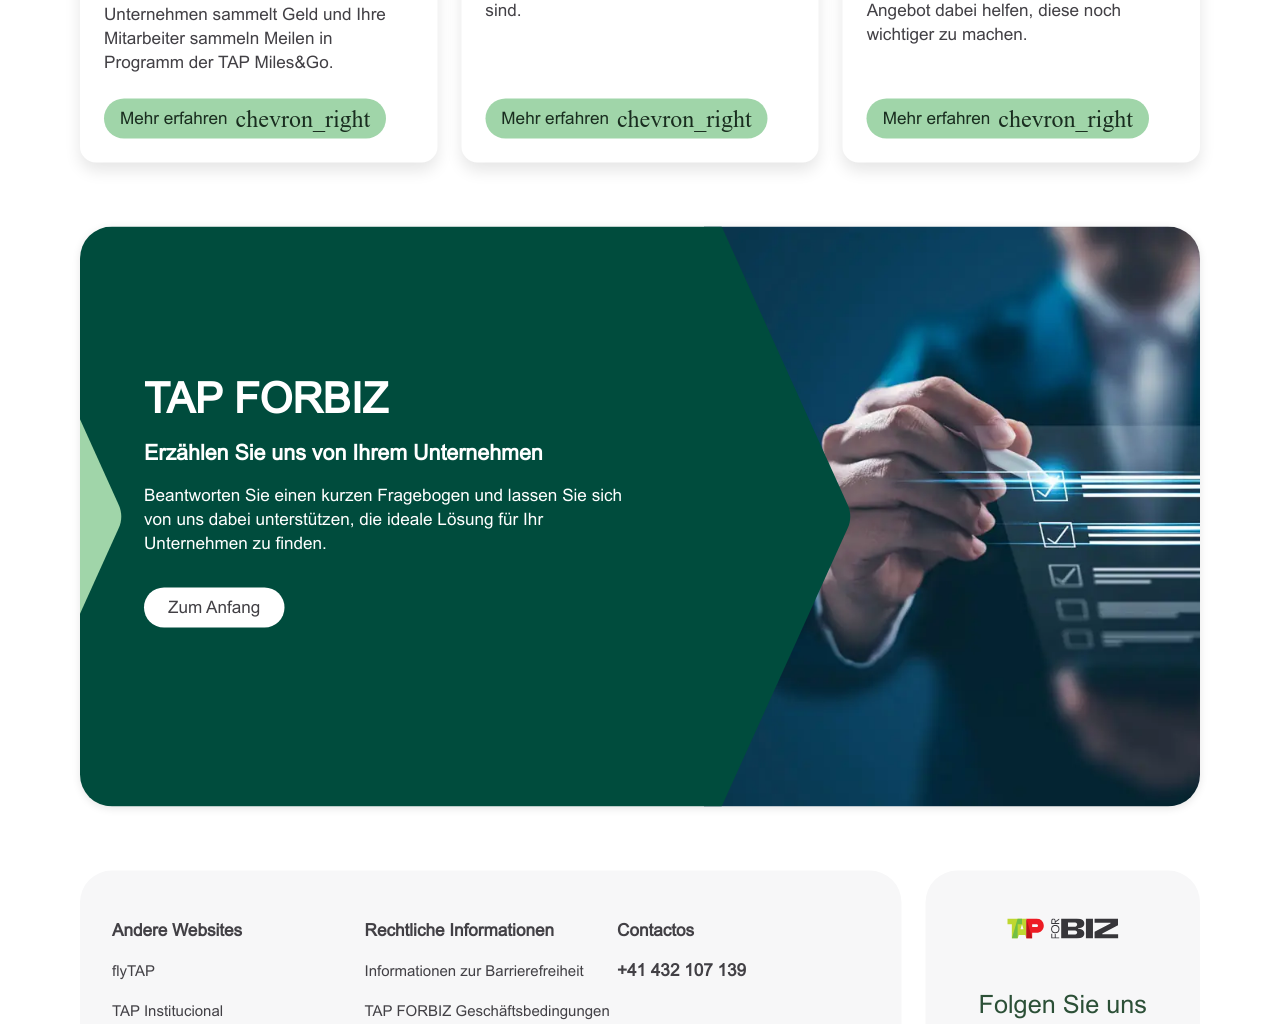 Unternehmen sammelt Geld und Ihre
Mitarbeiter sammeln Meilen in
Programm der TAP Miles&Go.
Mehr erfahren chevron_right
sind.
Mehr erfahren chevron_right
Angebot dabei helfen, diese noch
wichtiger zu machen.
Mehr erfahren chevron_right
TAP FORBIZ
Erzählen Sie uns von Ihrem Unternehmen
Beantworten Sie einen kurzen Fragebogen und lassen Sie sich
von uns dabei unterstützen, die ideale Lösung für Ihr
Unternehmen zu finden.
Zum Anfang
Andere Websites
flyTAP
TAP Institucional
Rechtliche Informationen
Informationen zur Barrierefreiheit
TAP FORBIZ Geschäftsbedingungen
Contactos
+41 432 107 139
TAP FOR BIZ
Folgen Sie uns